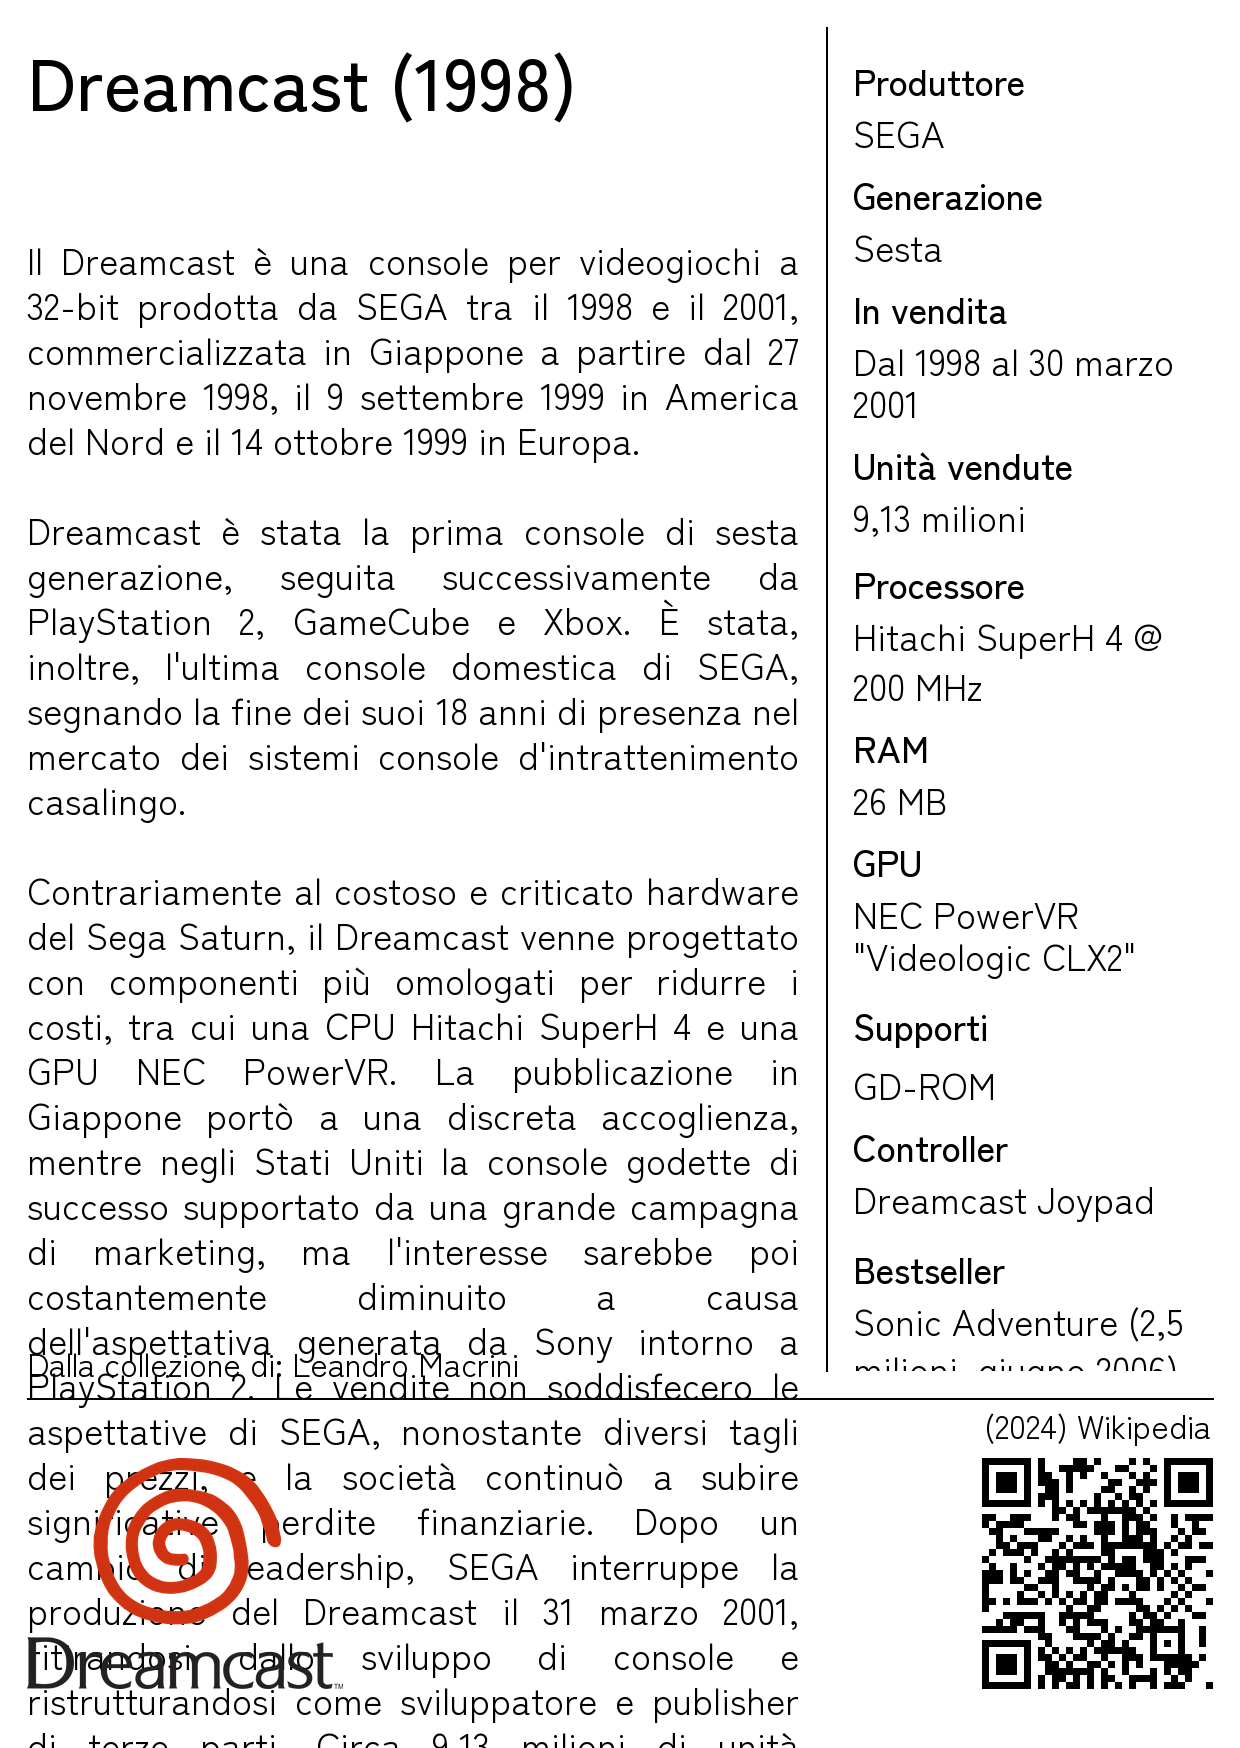 Dreamcast (1998)
Il Dreamcast è una console per videogiochi a
32-bit prodotta da SEGA tra il 1998 e il 2001,
commercializzata in Giappone a partire dal 27
novembre 1998, il 9 settembre 1999 in America
del Nord e il 14 ottobre 1999 in Europa.
Dreamcast è stata la prima console di sesta
generazione, seguita successivamente da
PlayStation 2, GameCube e Xbox. È stata,
inoltre, l'ultima console domestica di SEGA,
segnando la fine dei suoi 18 anni di presenza nel
mercato dei sistemi console d'intrattenimento
casalingo.
Contrariamente al costoso e criticato hardware
del Sega Saturn, il Dreamcast venne progettato
con componenti più omologati per ridurre i
costi, tra cui una CPU Hitachi SuperH 4 e una
GPU NEC PowerVR. La pubblicazione in
Giappone portò a una discreta accoglienza,
mentre negli Stati Uniti la console godette di
successo supportato da una grande campagna
di marketing, ma l'interesse sarebbe poi
costantemente diminuito a causa
dell'aspettativa generata da Sony intorno a
PlayStation 2. Le vendite non soddisfecero le
aspettative di SEGA, nonostante diversi tagli
dei prezzi, e la società continuò a subire
significative perdite finanziarie. Dopo un
cambio di leadership, SEGA interruppe la
produzione del Dreamcast il 31 marzo 2001,
ritirandosi dallo sviluppo di console e
ristrutturandosi come sviluppatore e publisher
di terze parti. Circa 9,13 milioni di unità
Dalla collezione di: Leandro Macrini
Dreamcast™
Produttore
SEGA
Generazione
Sesta
In vendita
Dal 1998 al 30 marzo
2001
Unità vendute
9,13 milioni
Processore
Hitachi SuperH 4 @
200 MHz
RAM
26 MB
GPU
NEC PowerVR
"Videologic CLX2"
Supporti
GD-ROM
Controller
Dreamcast Joypad
Bestseller
Sonic Adventure (2,5
milioni, giugno 2006)
(2024) Wikipedia